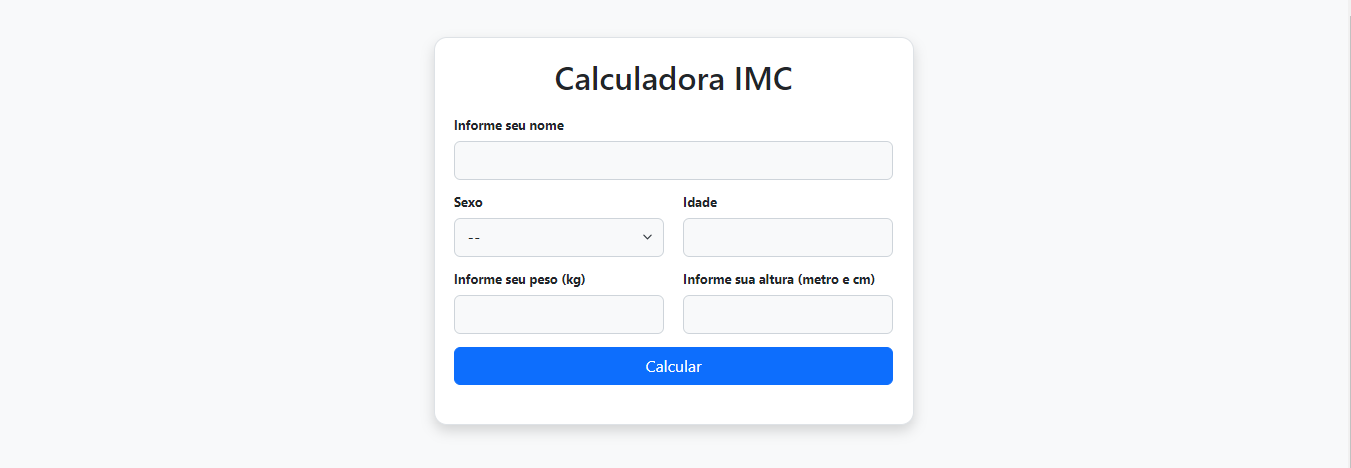 Calculadora IMC
Informe seu nome
Sexo
Idade
--
Informe seu peso (kg)
Informe sua altura (metro e cm)
Calcular